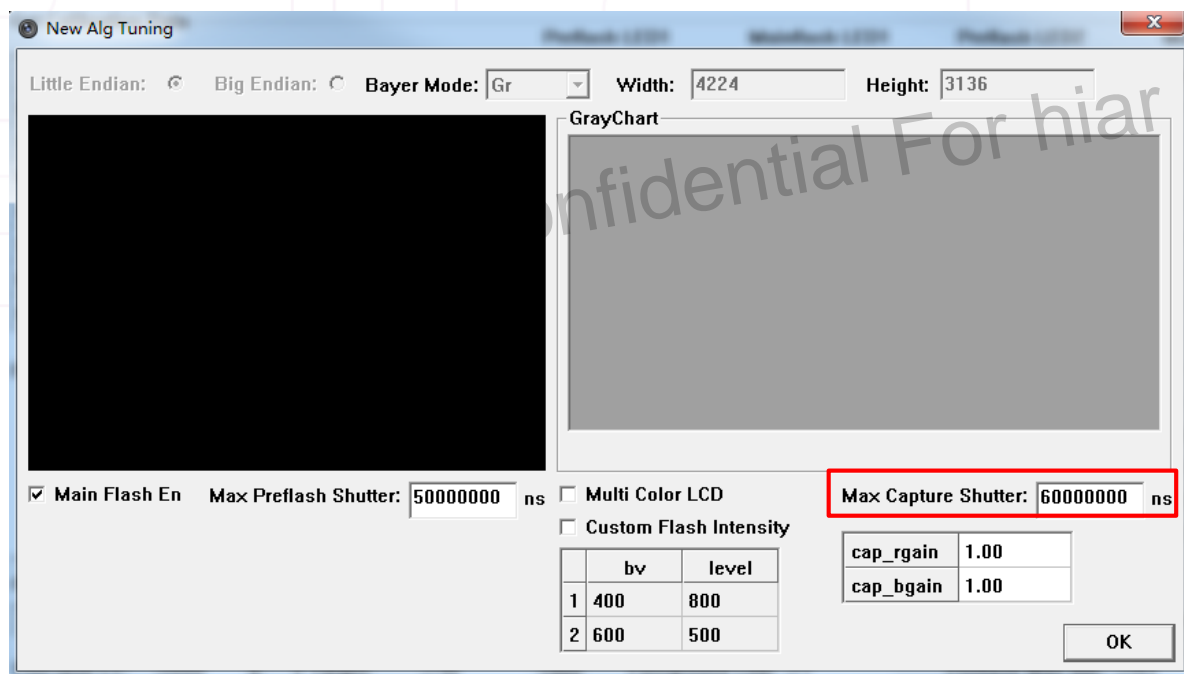 New Alg Tuning
Little Endian: Big Endian: Bayer Mode: Gr Width: 4224 Height: 3136
GrayChart
nfidential For hiar
Main Flash En Max Preflash Shutter: 50000000 ns Multi Color LCD Max Capture Shutter: 60000000 ns
Custom Flash Intensity
bv level
1 400 800
2 600 500
cap_rgain 1.00
cap_bgain 1.00
OK